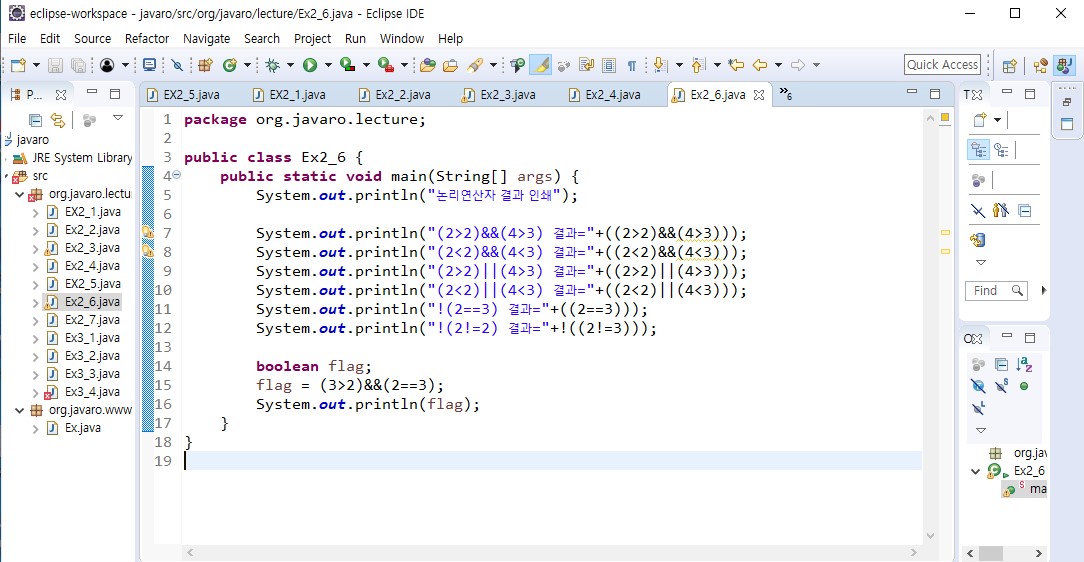 eclipse-workspace - javaro/src/org/javaro/lecture/Ex2_6.java - Eclipse IDE
File Edit Source Refactor Navigate Search Project Run Window Help
Quick Access
P...
EX2_5.java EX2_1.java Ex2_2.java Ex2_3.java Ex2_4.java Ex2_6.java »6
javaro
JRE System Library
src
org.javaro.lectu
EX2_1.java
Ex2_2.java
Ex2_3.java
Ex2_4.java
EX2_5.java
Ex2_6.java
Ex2_7.java
Ex3_1.java
Ex3_2.java
Ex3_3.java
Ex3_4.java
org.javaro.www
Ex.java
1 package org.javaro.lecture;
2
3 public class Ex2_6 {
4 public static void main(String[] args) {
5 System.out.println("논리연산자 결과 인쇄");
6
7 System.out.println("(2>2)&&(4>3) 결과="+((2>2)&&(4>3)));
8 System.out.println("(2<2)&&(4<3) 결과="+((2<2)&&(4<3)));
9 System.out.println("(2>2)||(4>3) 결과="+((2>2)||(4>3)));
10 System.out.println("(2<2)||(4<3) 결과="+((2<2)||(4<3)));
11 System.out.println("!(2==3) 결과="+((2==3)));
12 System.out.println("!(2!=2) 결과="+!((2!=3)));
13
14 boolean flag;
15 flag = (3>2)&&(2==3);
16 System.out.println(flag);
17 }
18 }
19
T
Find
O
org.jav
Ex2_6
ma